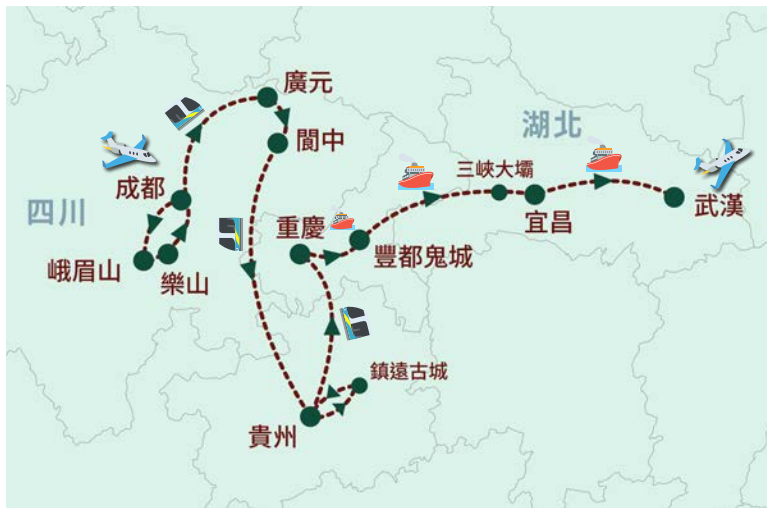 廣元
閬中
湖北
三峽大壩
成都
四川
武漢
宜昌
重慶
豐都鬼城
峨眉山
樂山
鎮遠古城
貴州